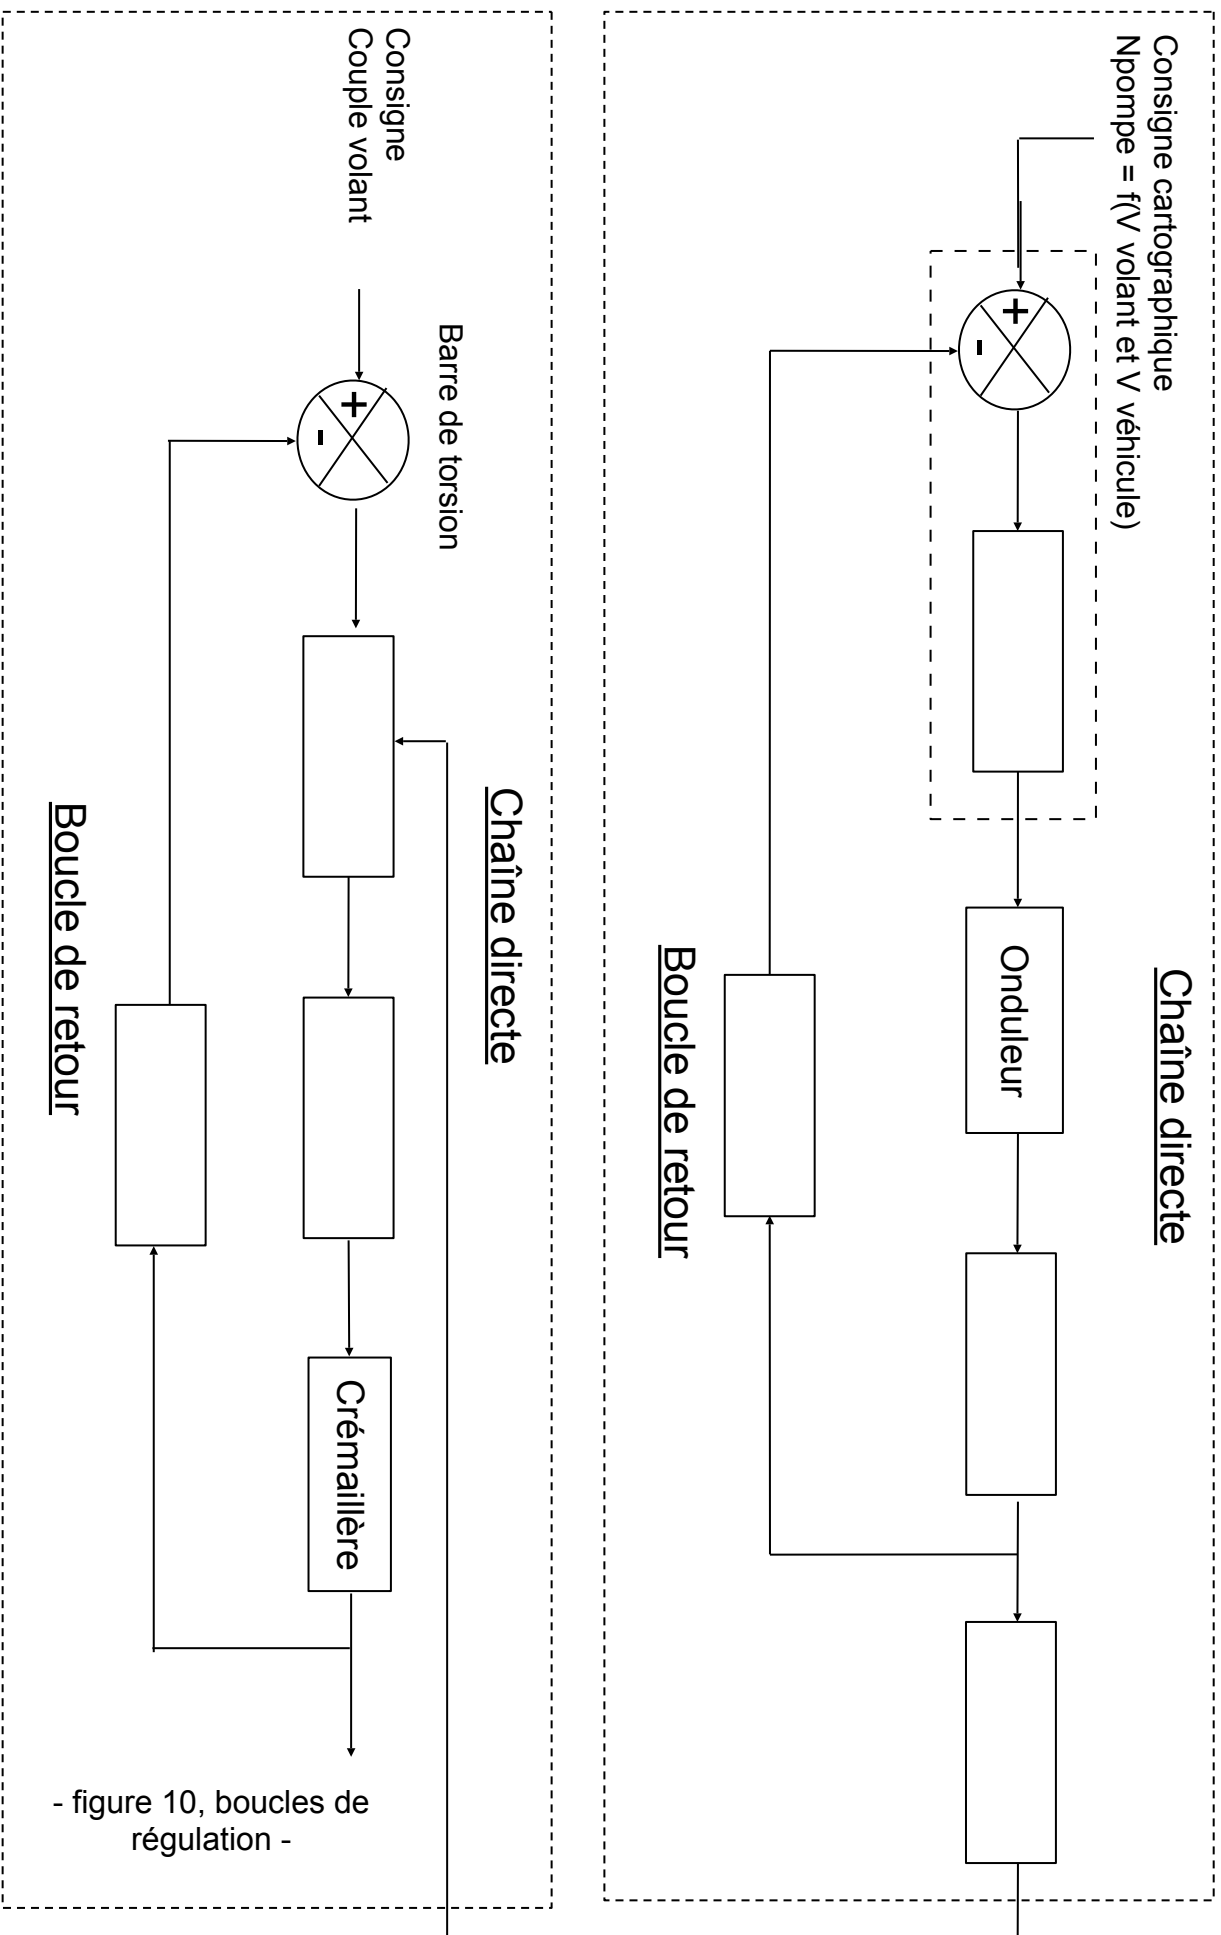 Consigne cartographique
Npompe = f(V volant et V véhicule)
+
-
Chaîne directe
Onduleur
Boucle de retour
Consigne
Couple volant
Barre de torsion
+
-
Chaîne directe
Crémaillère
Boucle de retour
- figure 10, boucles de
régulation -